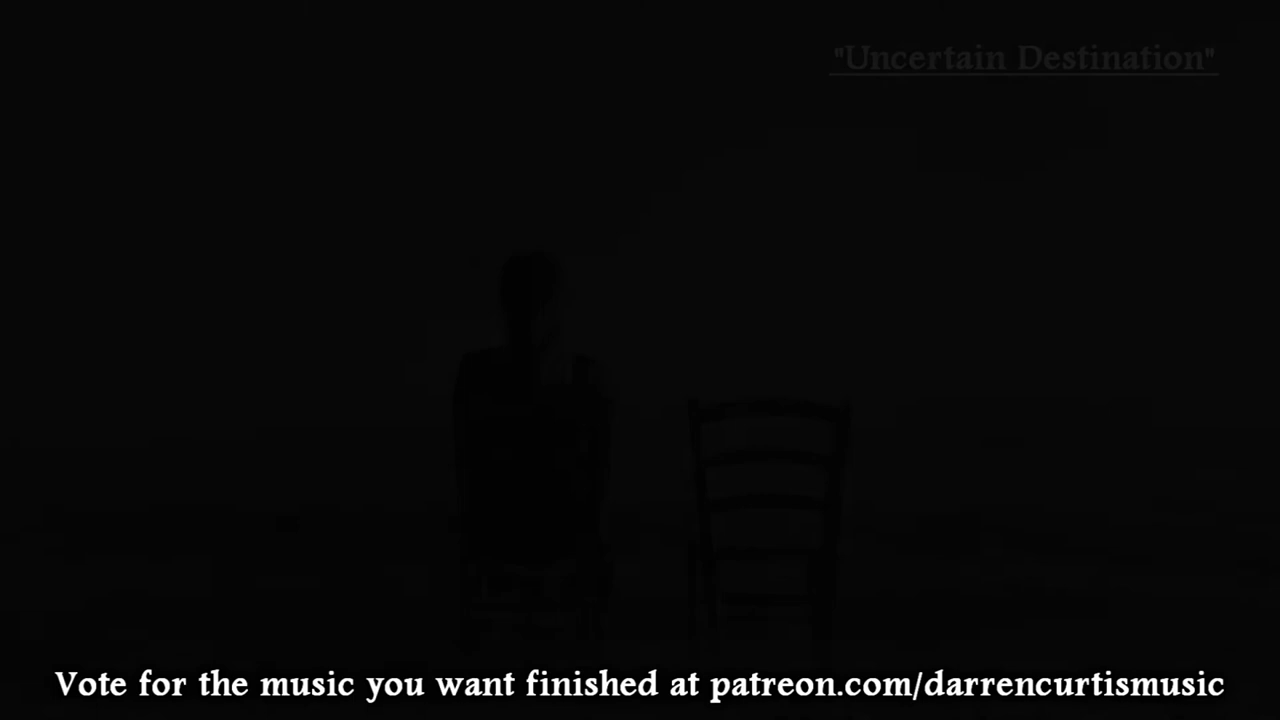 "Uncertain Destination"
Vote for the music you want finished at patreon.com/darrencurtismusic